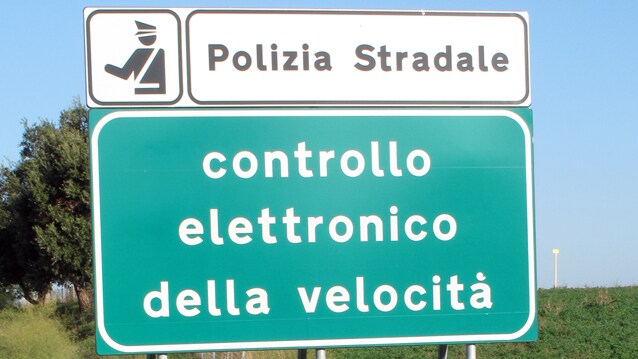 Polizia Stradale
controllo
elettronico
della velocità